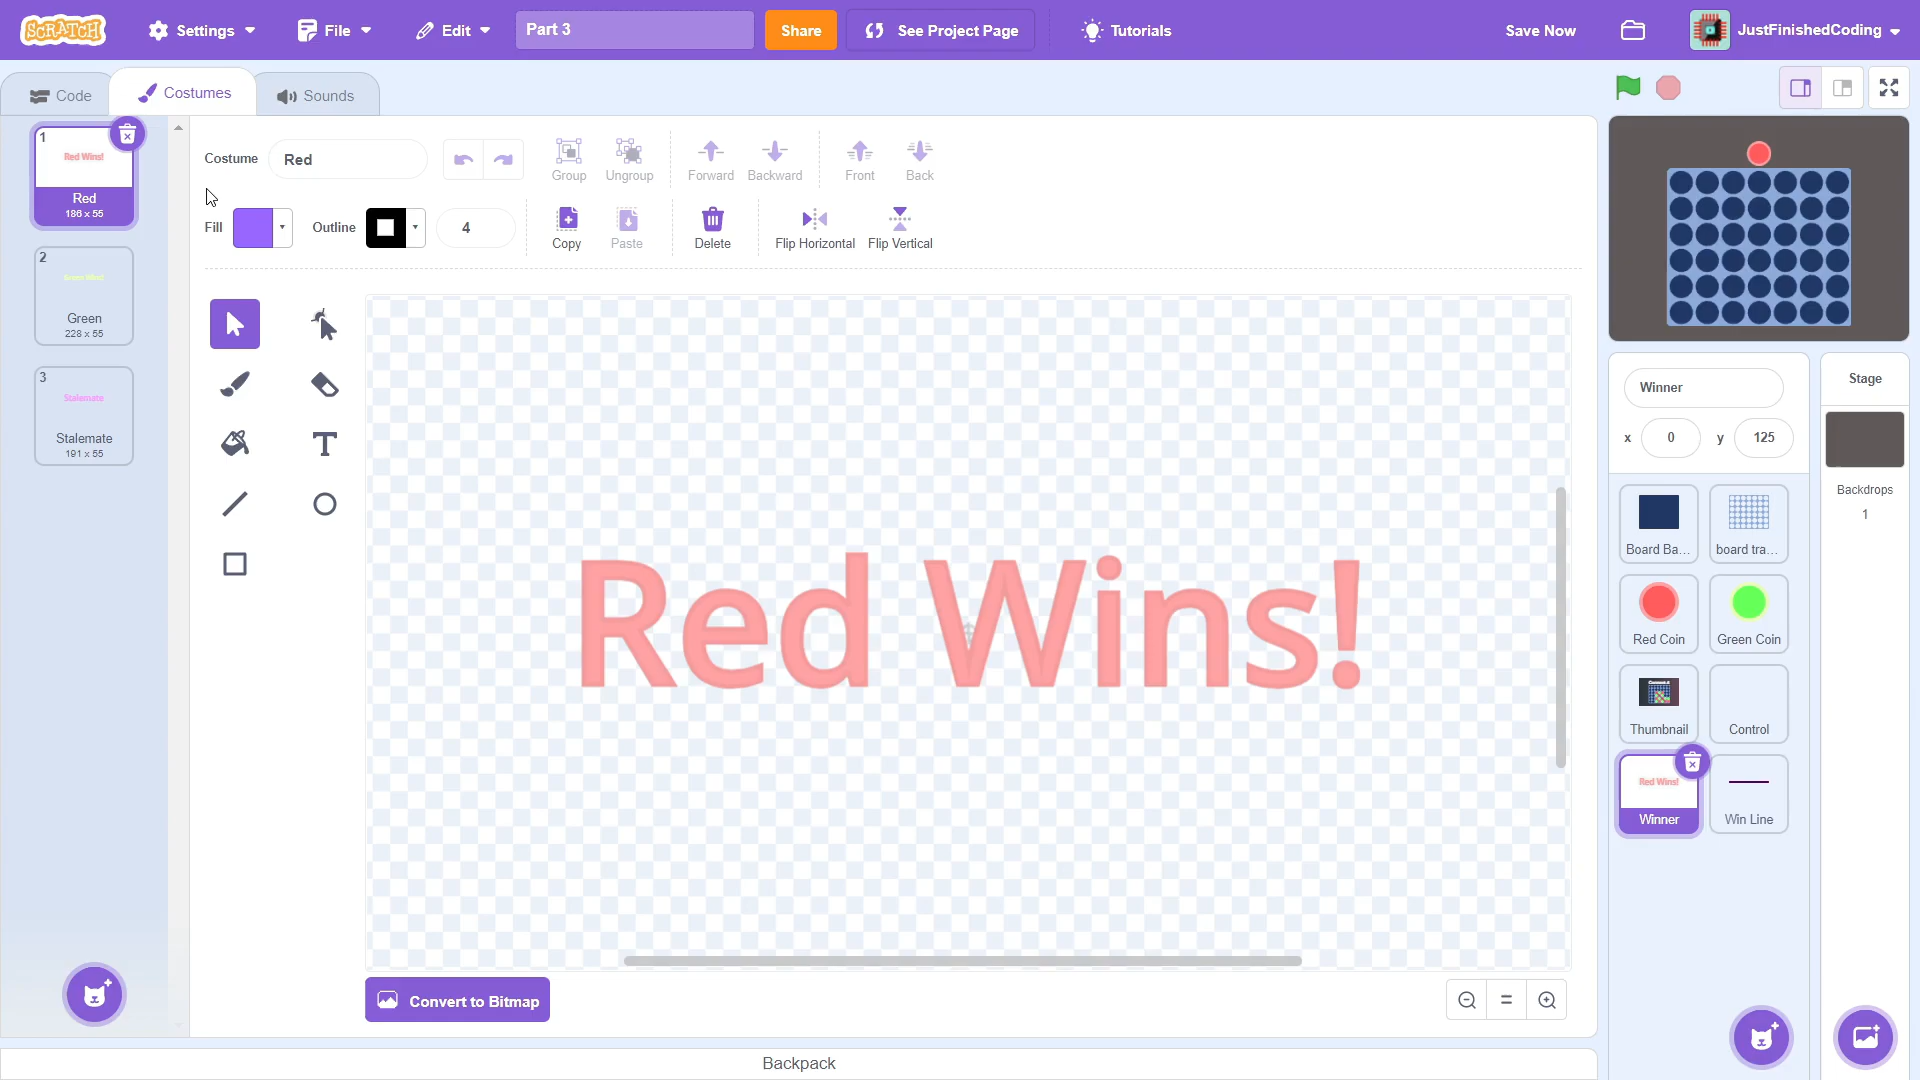 SCRATCH
Settings
File
Edit
Part 3
Share
See Project Page
Tutorials
Save Now
JustFinishedCoding
Code
Costumes
Sounds
1
Red Wins!
Red
186 x 55
2
Green Wins!
Green
228 x 55
3
Stalemate
Stalemate
191 x 55
Costume
Red
Group
Ungroup
Forward
Backward
Front
Back
Fill
Outline
4
Copy
Paste
Delete
Flip Horizontal
Flip Vertical
Red Wins!
Convert to Bitmap
Backpack
Winner
x
0
y
125
Stage
Backdrops
1
Board Ba...
board tra...
Red Coin
Green Coin
Thumbnail
Control
Red Wins!
Winner
Win Line